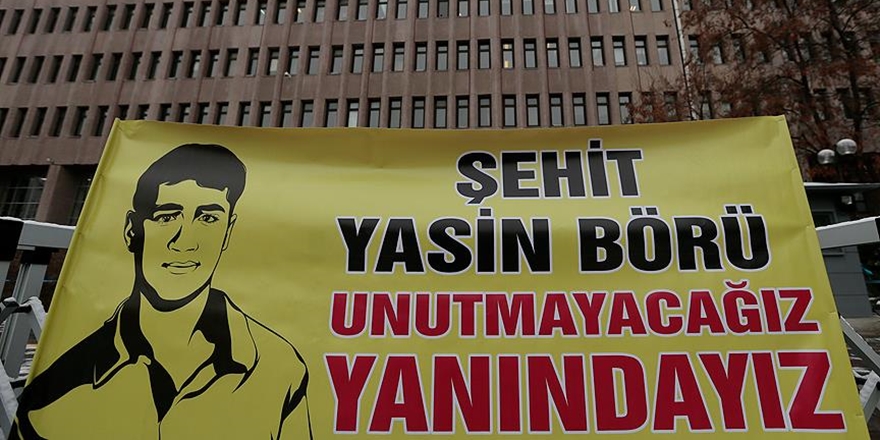 ŞEHİT
YASİN BÖRÜ
UNUTMAYACAĞIZ
YANINDAYIZ